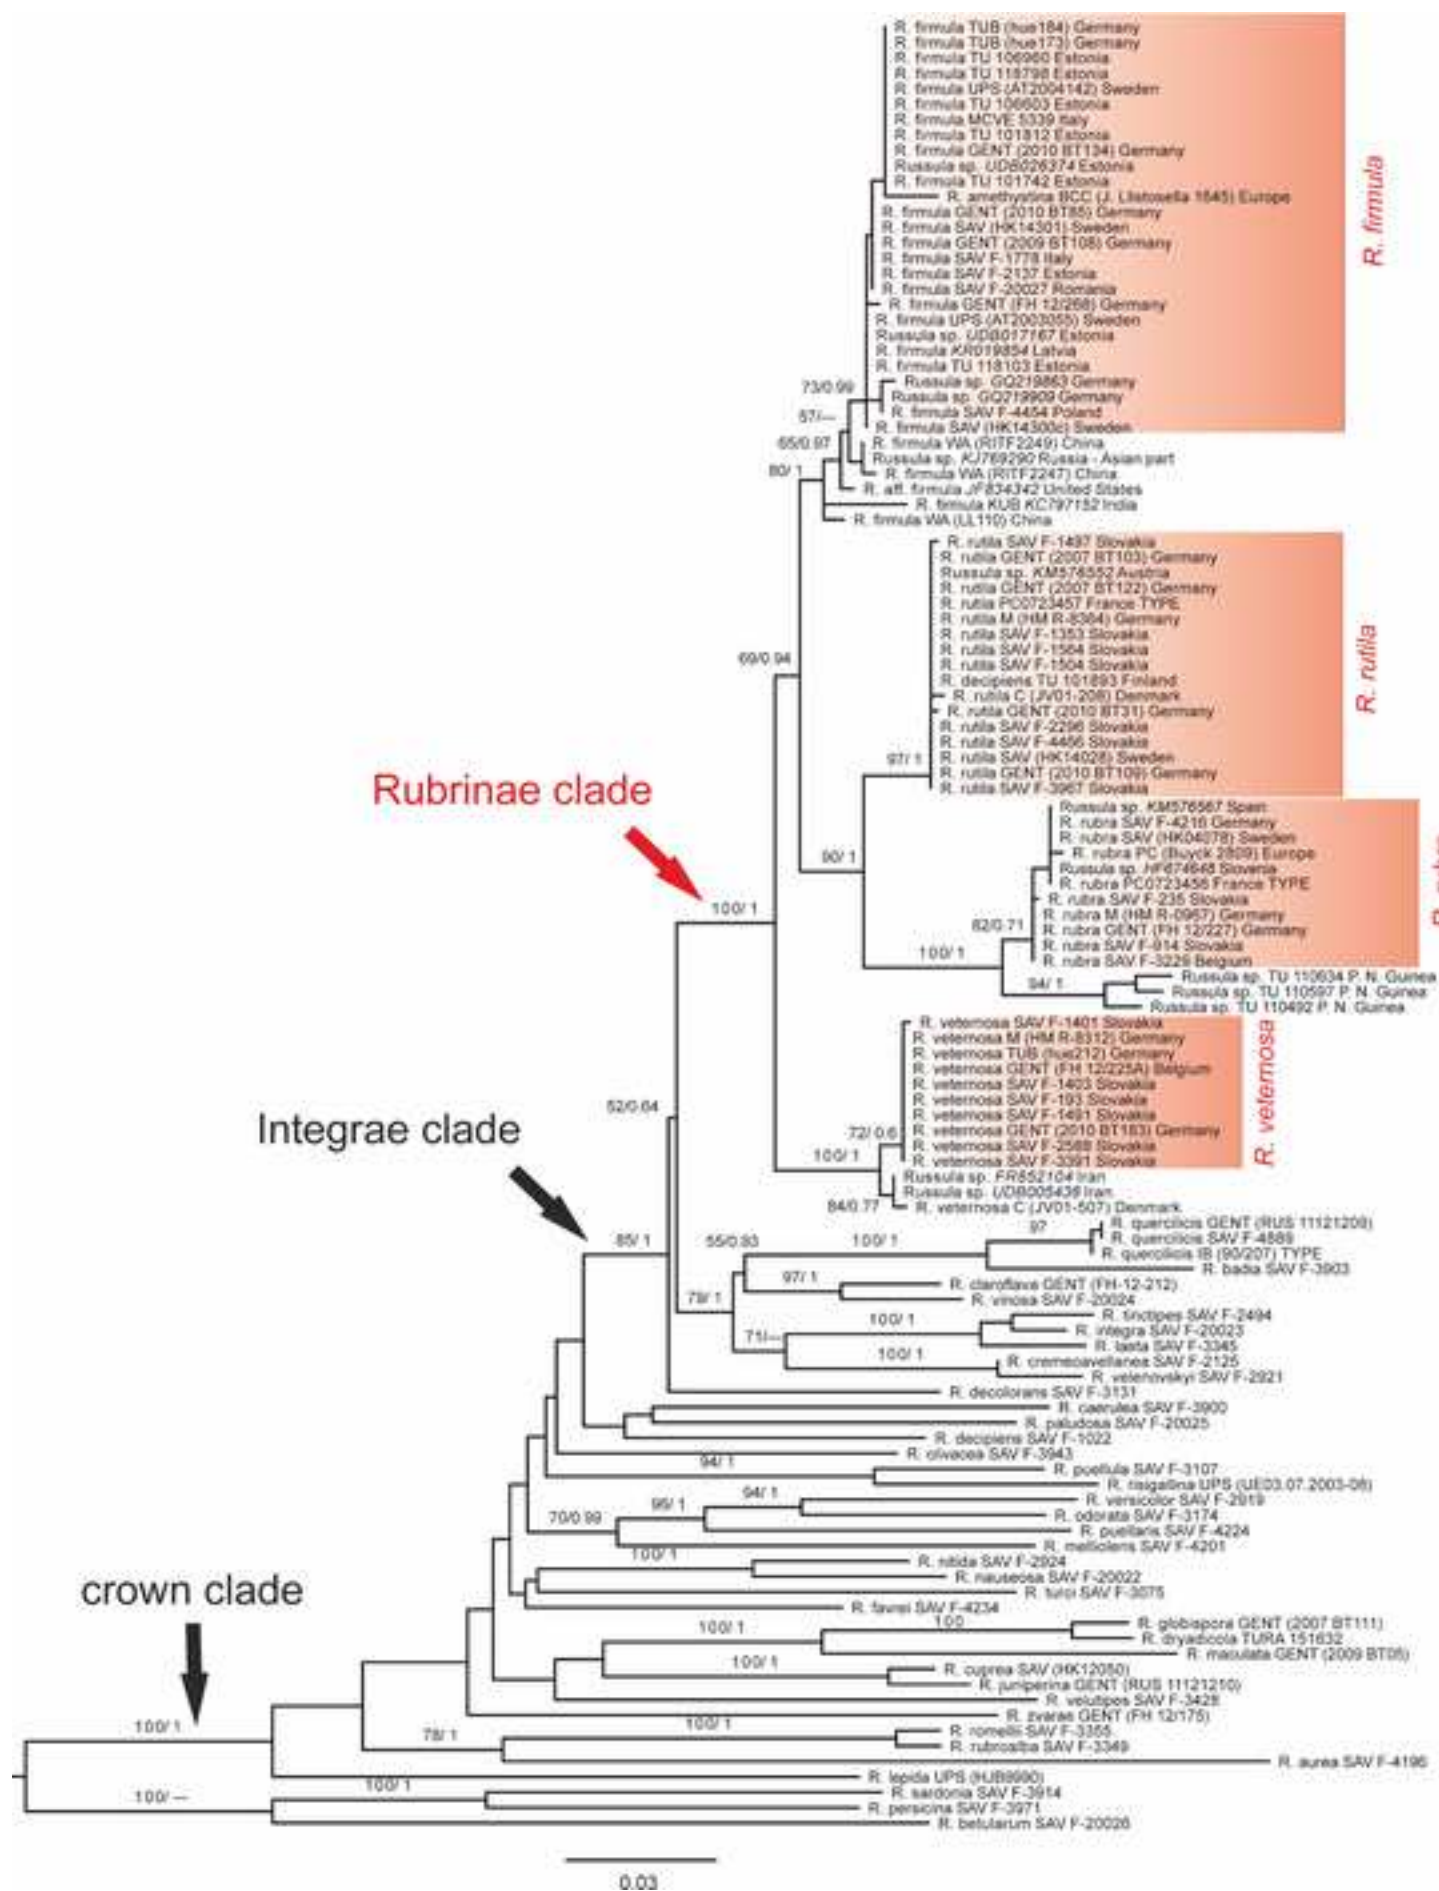 R. firmula TUB (hue184) Germany
R. firmula TUB (hue173) Germany
R. firmula TU 106960 Estonia
R. firmula TU 118798 Estonia
R. firmula UPS (AT2004142) Sweden
R. firmula TU 106603 Estonia
R. firmula MCVE 5339 Italy
R. firmula TU 101812 Estonia
R. firmula GENT (2010 BT134) Germany
Russula sp. UDB026374 Estonia
R. firmula TU 101742 Estonia
R. amethystina BCC (J. Llistosella 1645) Europe
R. firmula GENT (2010 BT85) Germany
R. firmula SAV (HK14301) Sweden
R. firmula GENT (2009 BT108) Germany
R. firmula SAV F-1778 Italy
R. firmula SAV F-2137 Estonia
R. firmula SAV F-20027 Romania
R. firmula GENT (FH 12/268) Germany
R. firmula UPS (AT2003055) Sweden
Russula sp. UDB017167 Estonia
R. firmula KR019854 Latvia
R. firmula TU 118103 Estonia
Russula sp. GQ219863 Germany
Russula sp. GQ219909 Germany
R. firmula SAV F-4454 Poland
R. firmula SAV (HK14300c) Sweden
R. firmula
73/0.99
57/---
65/0.97
80/ 1
R. firmula WA (RITF2249) China
Russula sp. KJ769290 Russia - Asian part
R. firmula WA (RITF2247) China
R. aff. firmula JF834342 United States
R. firmula KUB KC797152 India
R. firmula WA (UL110) China
R. rutila SAV F-1497 Slovakia
R. rutila GENT (2007 BT103) Germany
Russula sp. KM576552 Austria
R. rutila GENT (2007 BT122) Germany
R. rutila PC0723457 France TYPE
R. rutila M (HM R-8364) Germany
R. rutila SAV F-1353 Slovakia
R. rutila SAV F-1564 Slovakia
R. rutila SAV F-1504 Slovakia
R. decipiens TU 101893 Finland
R. rutila C (JV01-208) Denmark
R. rutila GENT (2010 BT31) Germany
R. rutila SAV F-2296 Slovakia
R. rutila SAV F-4466 Slovakia
R. rutila SAV (HK14028) Sweden
R. rutila GENT (2010 BT109) Germany
R. rutila SAV F-3967 Slovakia
R. rutila
69/0.94
97/ 1
Rubrinae clade
Russula sp. KM576567 Spain
R. rubra SAV F-4216 Germany
R. rubra SAV (HK04078) Sweden
R. rubra PC (Buyck 2809) Europe
Russula sp. HF674648 Slovenia
R. rubra PC0723456 France TYPE
R. rubra SAV F-235 Slovakia
R. rubra M (HM R-0967) Germany
R. rubra GENT (FH 12/227) Germany
R. rubra SAV F-914 Slovakia
R. rubra SAV F-3229 Belgium
90/ 1
100/ 1
82/0.71
100/ 1
94/ 1
Russula sp. TU 110634 P. N. Guinea
Russula sp. TU 110597 P. N. Guinea
Russula sp. TU 110492 P. N. Guinea
R. veternosa SAV F-1401 Slovakia
R. veternosa M (HM R-8312) Germany
R. veternosa TUB (hue212) Germany
R. veternosa GENT (FH 12/225A) Belgium
R. veternosa SAV F-1403 Slovakia
R. veternosa SAV F-193 Slovakia
R. veternosa SAV F-1491 Slovakia
R. veternosa GENT (2010 BT183) Germany
R. veternosa SAV F-2588 Slovakia
R. veternosa SAV F-3391 Slovakia
R. veternosa
52/0.64
Integrae clade
72/ 0.6
100/ 1
84/0.77
Russula sp. FR852104 Iran
Russula sp. UDB005436 Iran
R. veternosa C (JV01-507) Denmark
85/ 1
55/0.93
100/ 1
97
R. quercilicis GENT (RUS 11121209)
R. quercilicis SAV F-4889
R. quercilicis IB (90/207) TYPE
R. badia SAV F-3903
97/ 1
R. claroflava GENT (FH-12-212)
R. vinosa SAV F-20024
79/ 1
71/---
100/ 1
R. tinctipes SAV F-2494
R. integra SAV F-20023
R. laeta SAV F-3345
100/ 1
R. cremeoavellanea SAV F-2125
R. velenovskyi SAV F-2921
R. decolorans SAV F-3131
R. caerulea SAV F-3900
R. paludosa SAV F-20025
R. decipiens SAV F-1022
R. olivacea SAV F-3943
94/ 1
R. puellula SAV F-3107
R. risigallina UPS (UE03.07.2003-08)
70/0.99
95/ 1
94/ 1
R. versicolor SAV F-2919
R. odorata SAV F-3174
R. puellaris SAV F-4224
R. melliolens SAV F-4201
100/ 1
R. nitida SAV F-2924
R. nauseosa SAV F-20022
R. turci SAV F-3075
R. favrei SAV F-4234
crown clade
100/ 1
100
R. globispora GENT (2007 BT111)
R. dryadicola TURA 151632
R. maculata GENT (2009 BT05)
100/ 1
R. cuprea SAV (HK12050)
R. juniperina GENT (RUS 11121210)
R. velutipes SAV F-3428
R. zvarae GENT (FH 12/175)
100/ 1
78/ 1
100/ 1
R. romellii SAV F-3355
R. rubroalba SAV F-3349
R. aurea SAV F-4196
R. lepida UPS (HJB9990)
100/ ---
100/ 1
R. sardonia SAV F-3914
R. persicina SAV F-3971
R. betularum SAV F-20026
0.03